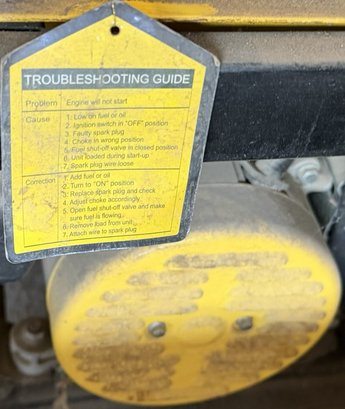 TROUBLESHOOTING GUIDE
Problem Engine will not start
Cause 1. Low on fuel or oil
2. Ignition switch in "OFF" position
3. Faulty spark plug
4. Choke in wrong position
5. Fuel shut-off valve in closed position
6. Unit loaded during start-up
7. Spark plug wire loose
Correction 1. Add fuel or oil
2. Turn to "ON" position
3. Replace spark plug and check
4. Adjust choke accordingly
5. Open fuel shut-off valve and make
sure fuel is flowing
6. Remove load from unit
7. Attach wire to spark plug